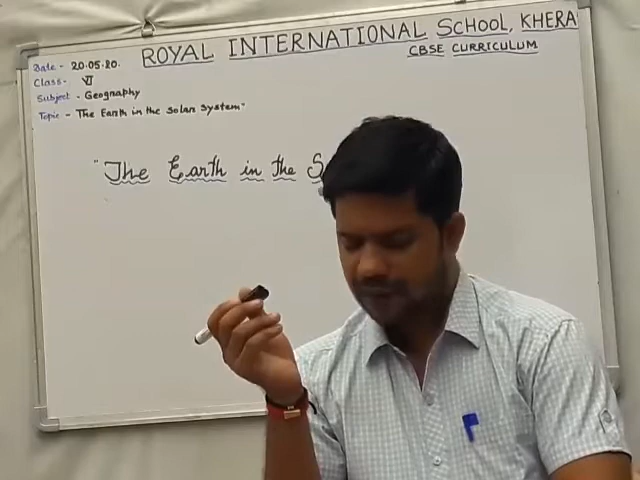 ROYAL INTERNATIONAL SCHOOL, KHERA
CBSE CURRICULUM
Date - 20.05.20.
Class - VI
Subject - Geography
Topic - The Earth in the Solar System"
"The Earth in the S